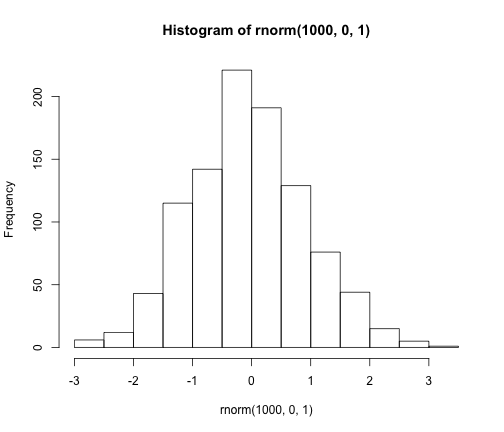 Histogram of rnorm(1000, 0, 1)
Frequency
200
150
100
50
0
-3 -2 -1 0 1 2 3
rnorm(1000, 0, 1)